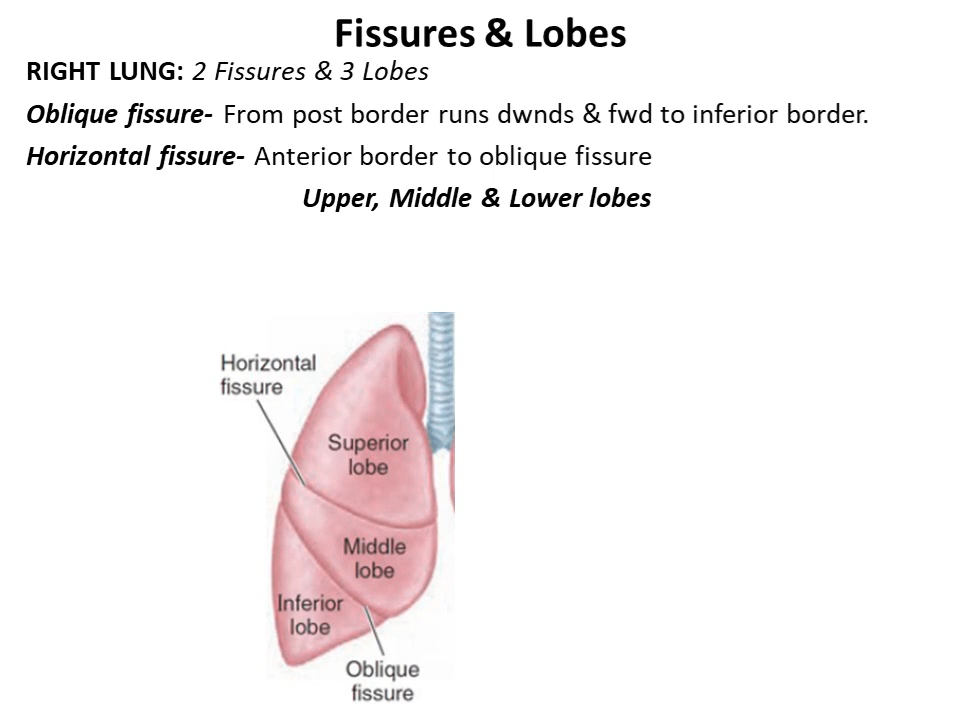 Fissures & Lobes
RIGHT LUNG: 2 Fissures & 3 Lobes
Oblique fissure- From post border runs dwnds & fwd to inferior border.
Horizontal fissure- Anterior border to oblique fissure
Upper, Middle & Lower lobes
Horizontal
fissure
Superior
lobe
Middle
lobe
Inferior
lobe
Oblique
fissure